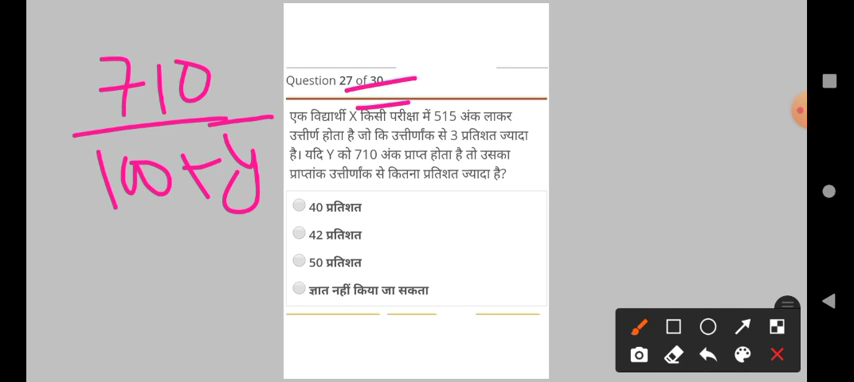 710
100+y
Question 27 of 30
एक विद्यार्थी X किसी परीक्षा में 515 अंक लाकर
उत्तीर्ण होता है जो कि उत्तीर्णांक से 3 प्रतिशत ज्यादा
है। यदि Y को 710 अंक प्राप्त होता है तो उसका
प्राप्तांक उत्तीर्णांक से कितना प्रतिशत ज्यादा है?
40 प्रतिशत
42 प्रतिशत
50 प्रतिशत
ज्ञात नहीं किया जा सकता